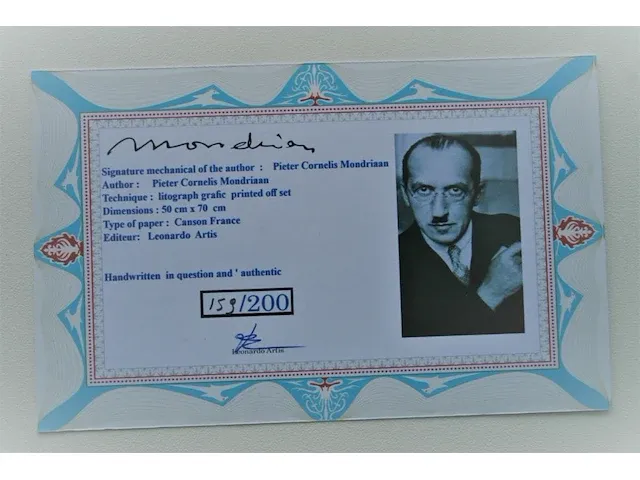 Mondrian
Signature mechanical of the author : Pieter Cornelis Mondriaan
Author : Pieter Cornelis Mondriaan
Technique : litograph grafic printed off set
Dimensions : 50 cm x 70 cm
Type of paper : Canson France
Editeur: Leonardo Artis
Handwritten in question and ' authentic
159/200
Leonardo Artis